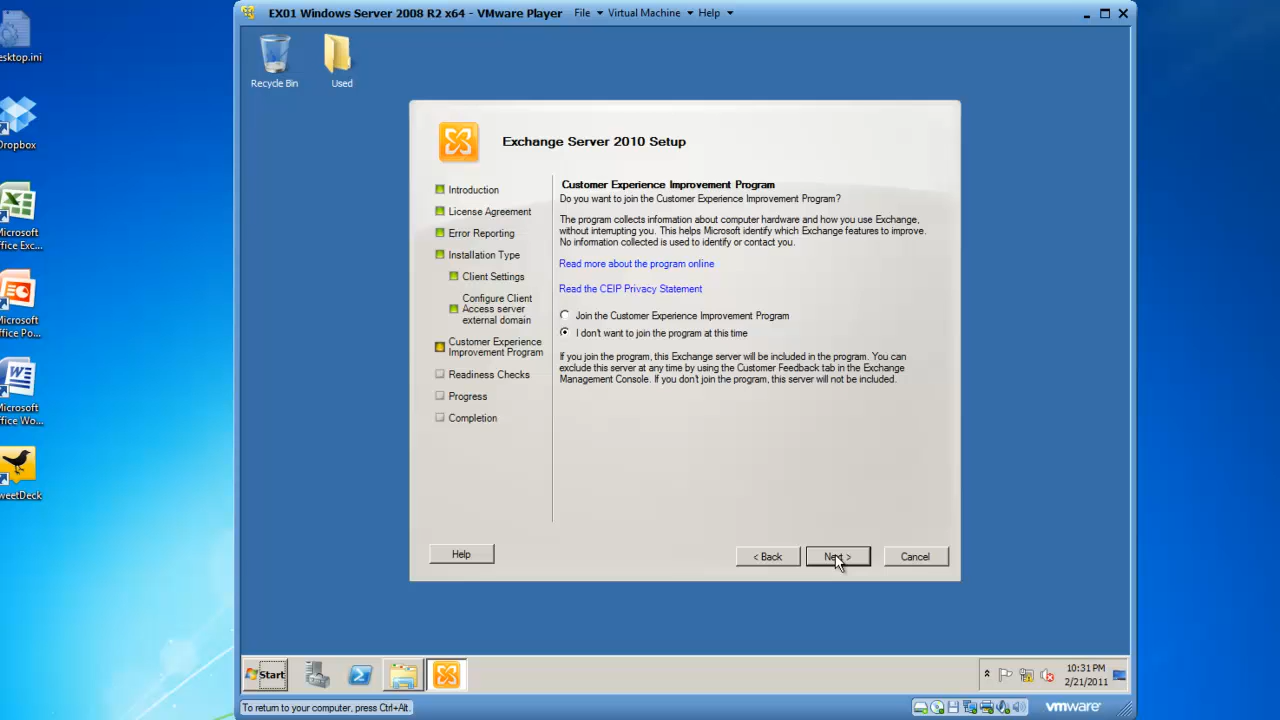 EX01 Windows Server 2008 R2 x64 - VMware Player File Virtual Machine Help
esktop.ini
Dropbox
Microsoft
ffice Exc...
Microsoft
ffice Po...
Microsoft
ffice Wo...
weetDeck
Recycle Bin
Used
Exchange Server 2010 Setup
Introduction
License Agreement
Error Reporting
Installation Type
Client Settings
Configure Client
Access server
external domain
Customer Experience
Improvement Program
Readiness Checks
Progress
Completion
Customer Experience Improvement Program
Do you want to join the Customer Experience Improvement Program?
The program collects information about computer hardware and how you use Exchange,
without interrupting you. This helps Microsoft identify which Exchange features to improve.
No information collected is used to identify or contact you.
Read more about the program online
Read the CEIP Privacy Statement
Join the Customer Experience Improvement Program
I don't want to join the program at this time
If you join the program, this Exchange server will be included in the program. You can
exclude this server at any time by using the Customer Feedback tab in the Exchange
Management Console. If you don't join the program, this server will not be included.
Help
< Back
Next >
Cancel
Start
10:31 PM
2/21/2011
To return to your computer, press Ctrl+Alt.
vmware